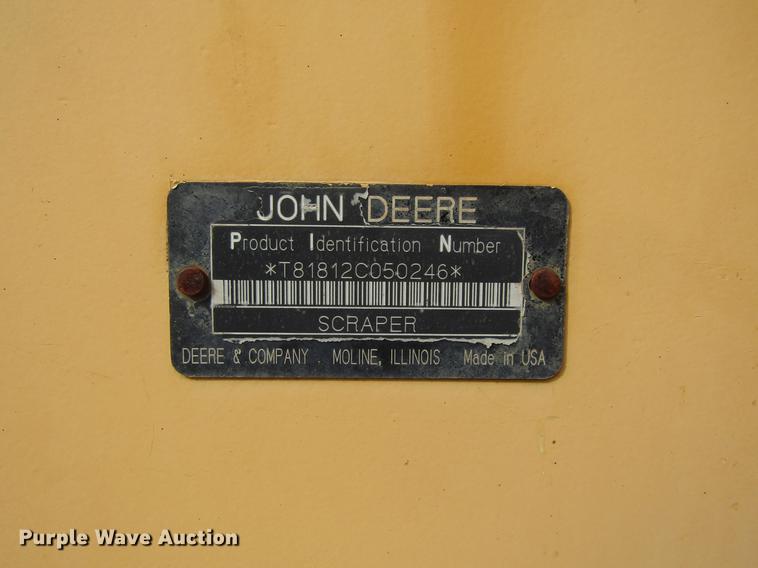 JOHN DEERE
Product Identification Number
*T81812C050246*
SCRAPER
DEERE & COMPANY MOLINE, ILLINOIS Made in USA
Purple Wave Auction